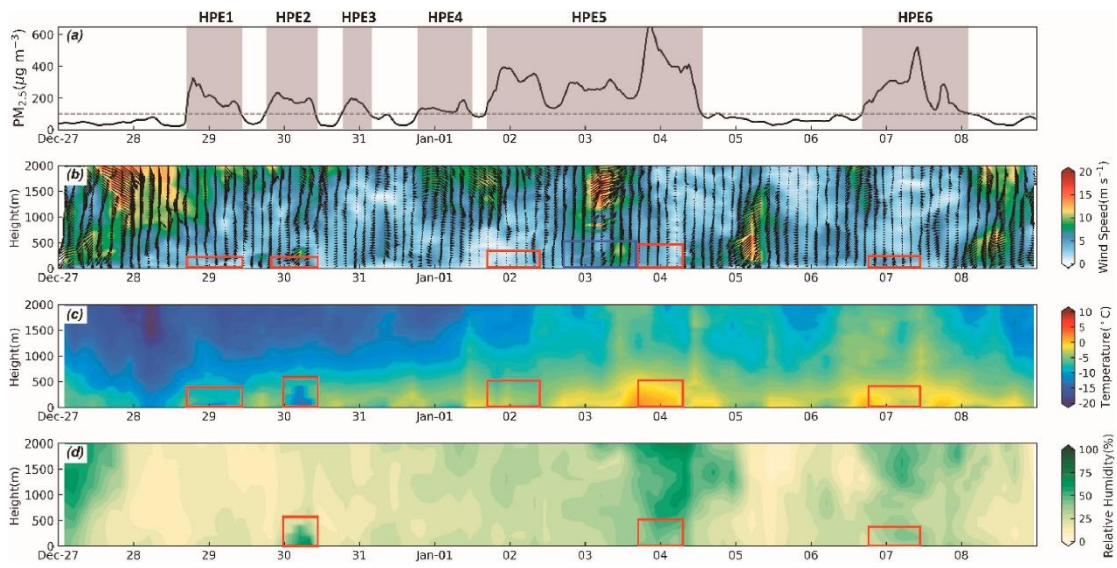 HPE1 HPE2 HPE3 HPE4 HPE5 HPE6
(a)
PM2.5(μg m−3)
600
400
200
0
Dec-27 28 29 30 31 Jan-01 02 03 04 05 06 07 08
(b)
Height(m)
2000
1500
1000
500
0
Dec-27 28 29 30 31 Jan-01 02 03 04 05 06 07 08
20
15
10
5
0
Wind Speed(m s−1)
(c)
Height(m)
2000
1500
1000
500
0
Dec-27 28 29 30 31 Jan-01 02 03 04 05 06 07 08
10
5
0
-5
-10
-15
-20
Temperature(°C)
(d)
Height(m)
2000
1500
1000
500
0
Dec-27 28 29 30 31 Jan-01 02 03 04 05 06 07 08
100
75
50
25
0
Relative Humidity(%)